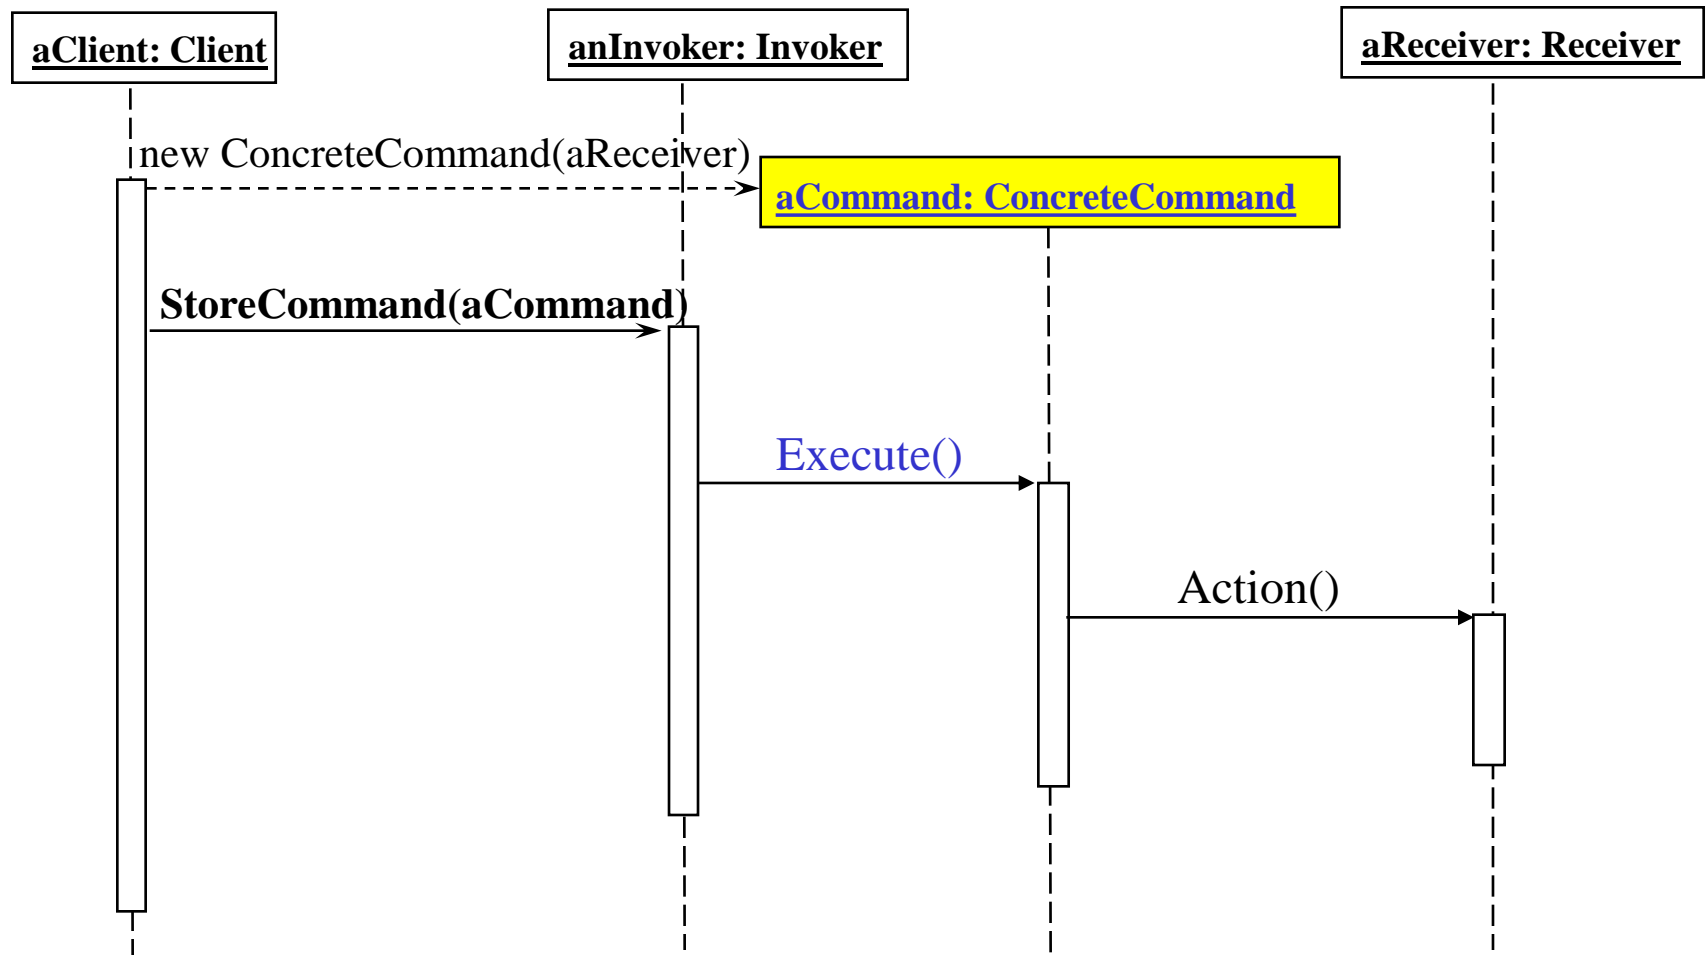 aClient: Client
anInvoker: Invoker
aReceiver: Receiver
new ConcreteCommand(aReceiver)
aCommand: ConcreteCommand
StoreCommand(aCommand)
Execute()
Action()